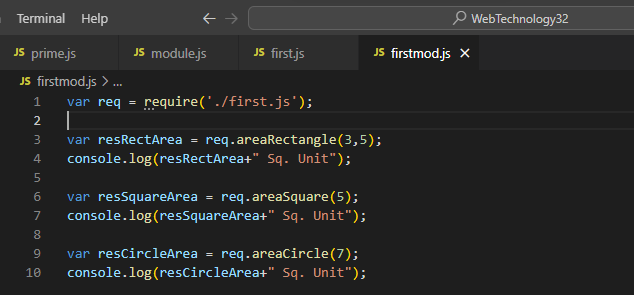 Terminal Help WebTechnology32
JS prime.js JS module.js JS first.js JS firstmod.js
JS firstmod.js > ...
1 var req = require('./first.js');
2
3 var resRectArea = req.areaRectangle(3,5);
4 console.log(resRectArea+" Sq. Unit");
5
6 var resSquareArea = req.areaSquare(5);
7 console.log(resSquareArea+" Sq. Unit");
8
9 var resCircleArea = req.areaCircle(7);
10 console.log(resCircleArea+" Sq. Unit");